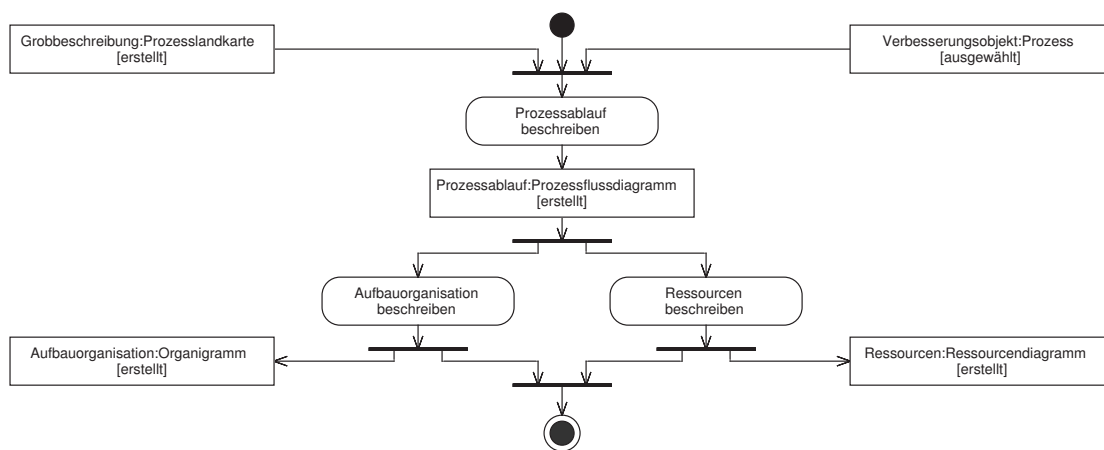 Grobbeschreibung:Prozesslandkarte
[erstellt]
Verbesserungsobjekt:Prozess
[ausgewählt]
Prozessablauf
beschreiben
Prozessablauf:Prozessflussdiagramm
[erstellt]
Aufbauorganisation
beschreiben
Ressourcen
beschreiben
Aufbauorganisation:Organigramm
[erstellt]
Ressourcen:Ressourcendiagramm
[erstellt]